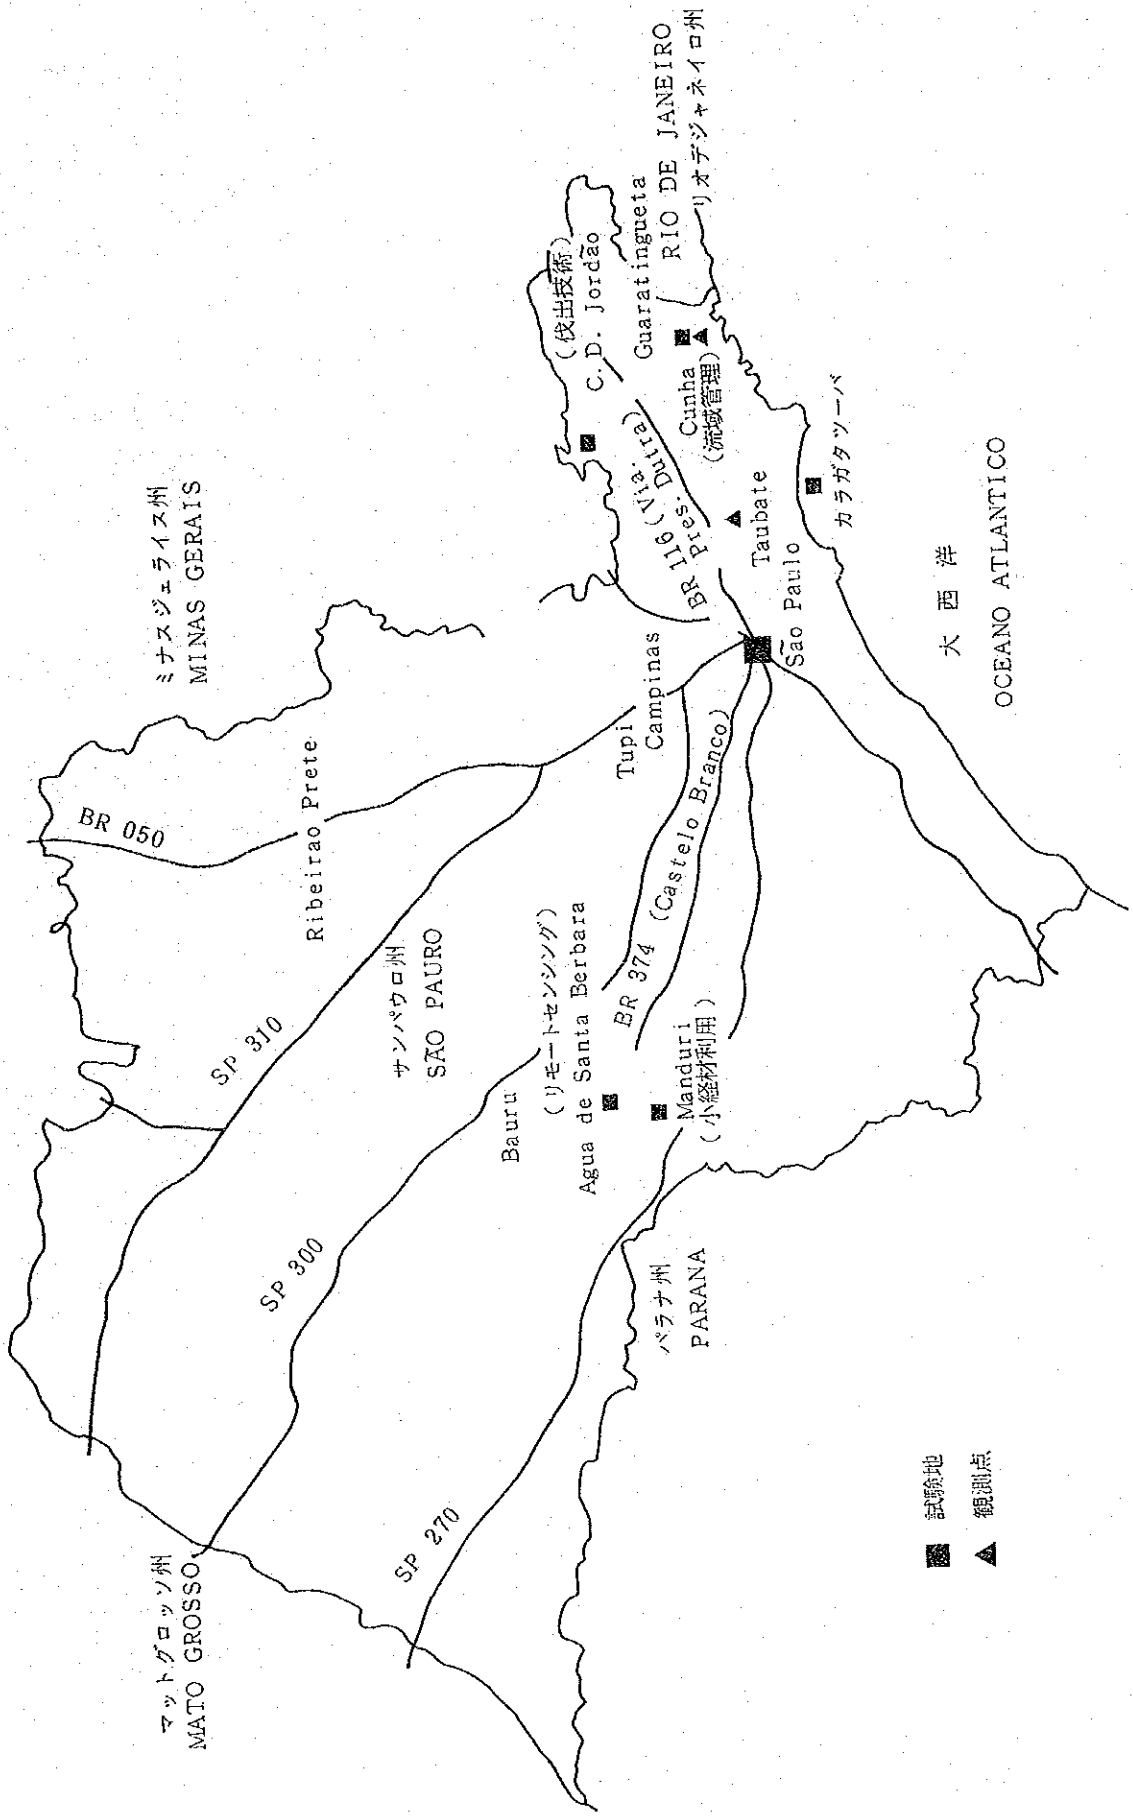 ミナスジェライス州
MINAS GERAIS
マットグロッソ州
MATO GROSSO
BR 050
Ribeirao Prete
SP 310
サンパウロ州
SÃO PAURO
SP 300
Bauru
(リモートセンシング)
Agua de Santa Berbara
Tupi
Campinas
BR 374 (Castelo Branco)
Manduri
(小経材利用)
SP 270
パラナ州
PARANA
(伐出技術)
C.D. Jordão
Guaratingueta
RIO DE JANEIRO
リオデジャネイロ州
BR 116 (Via.
Pres. Dutra)
Cunha
(流域管理)
Taubate
São Paulo
カラガタツーバ
大西洋
OCEANO ATLANTICO
試験地
観測点